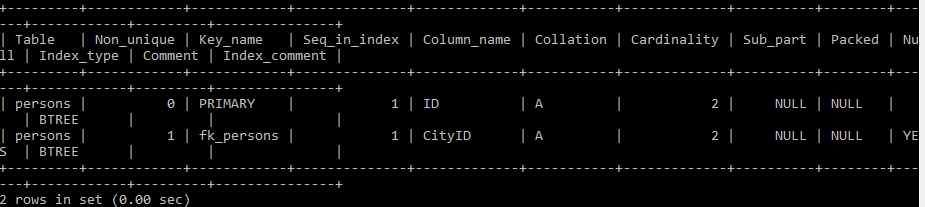 +---------+------------+------------+--------------+-------------+-----------+-------------+----------+--------+---
---+------------+---------+---------------+
| Table   | Non_unique | Key_name   | Seq_in_index | Column_name | Collation | Cardinality | Sub_part | Packed | Nu
ll | Index_type | Comment | Index_comment |
+---------+------------+------------+--------------+-------------+-----------+-------------+----------+--------+---
---+------------+---------+---------------+
| persons |          0 | PRIMARY    |            1 | ID          | A         |           2 |     NULL | NULL   |
   | BTREE      |         |               |
| persons |          1 | fk_persons |            1 | CityID      | A         |           2 |     NULL | NULL   | YE
S  | BTREE      |         |               |
+---------+------------+------------+--------------+-------------+-----------+-------------+----------+--------+---
---+------------+---------+---------------+
2 rows in set (0.00 sec)